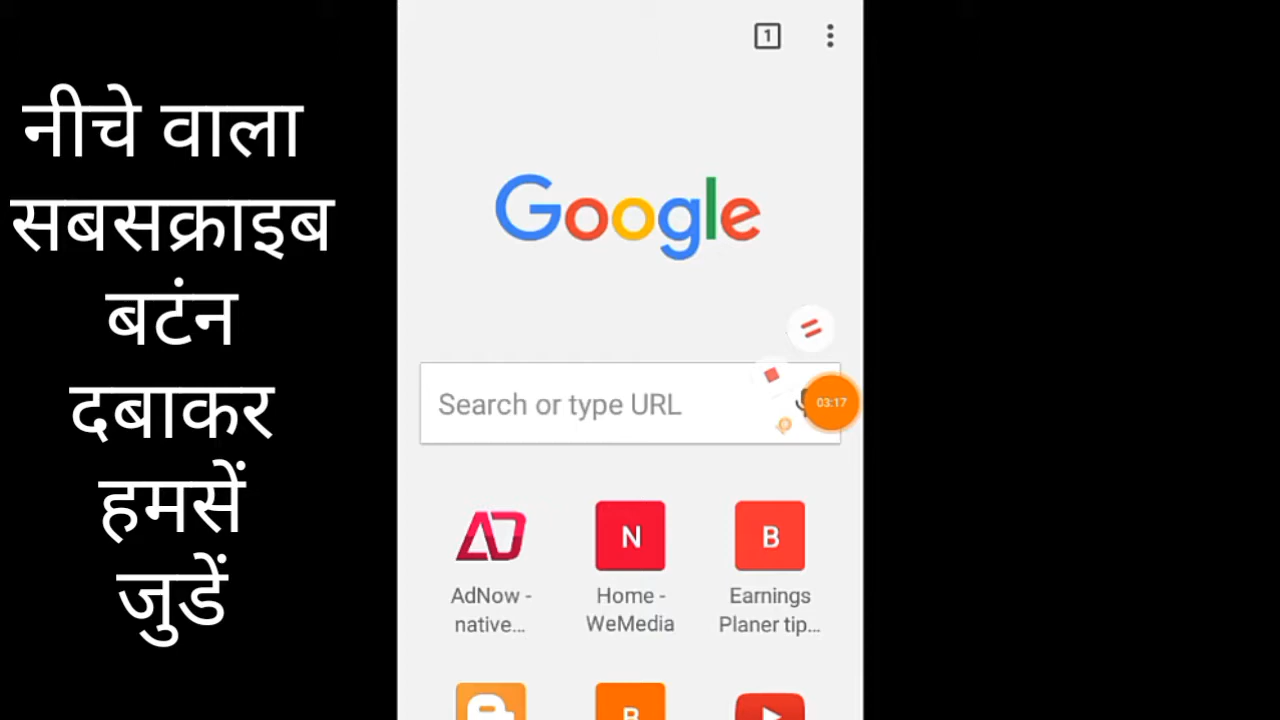 नीचे वाला
सबसक्राइब
बटंन
दबाकर
हमसें
जुडें
1
Google
Search or type URL
03:17
N
B
AdNow -
native...
Home -
WeMedia
Earnings
Planer tip...
B